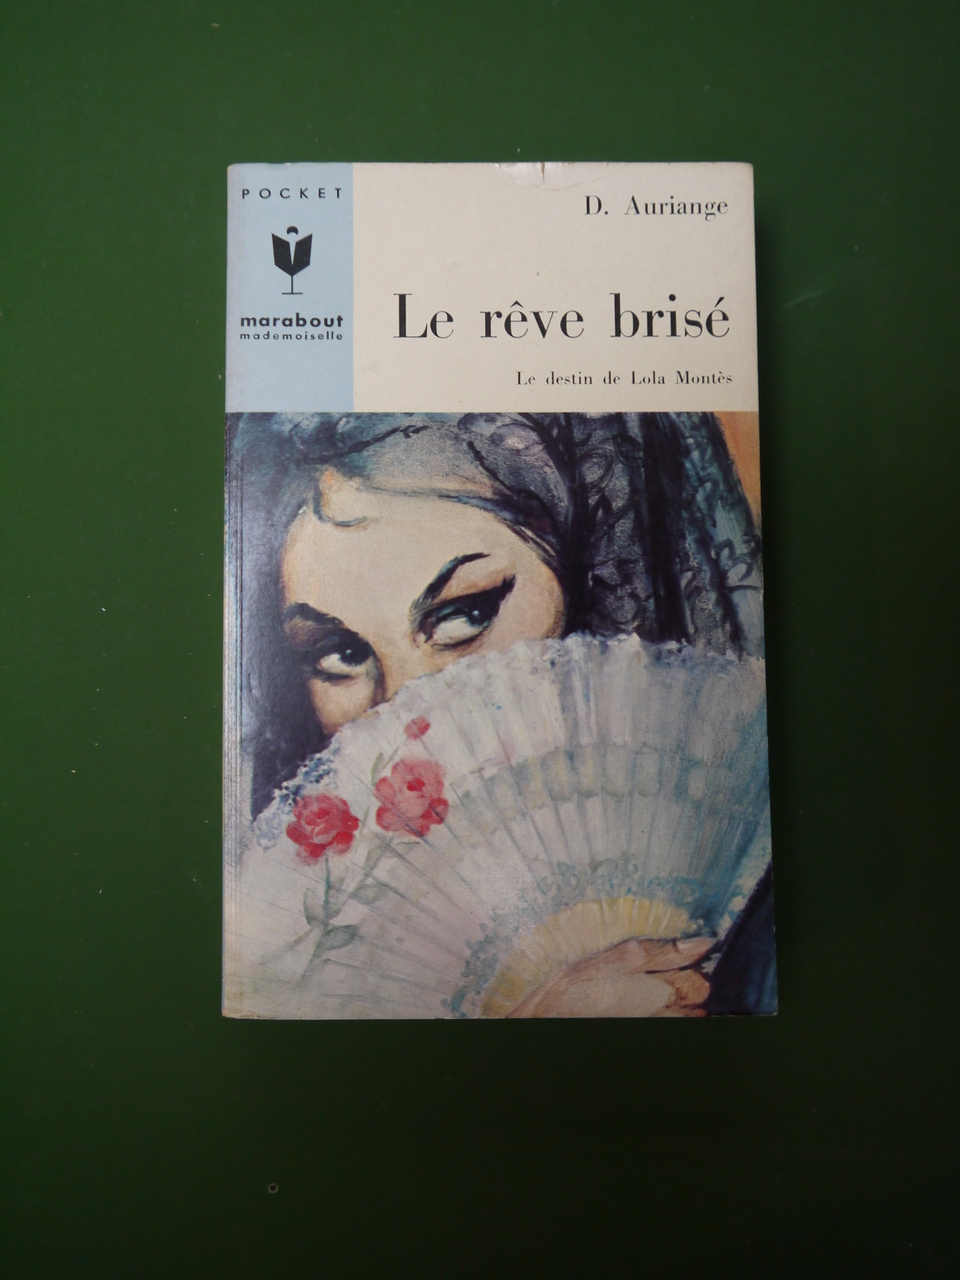 POCKET
marabout
mademoiselle
D. Auriange
Le rêve brisé
Le destin de Lola Montès